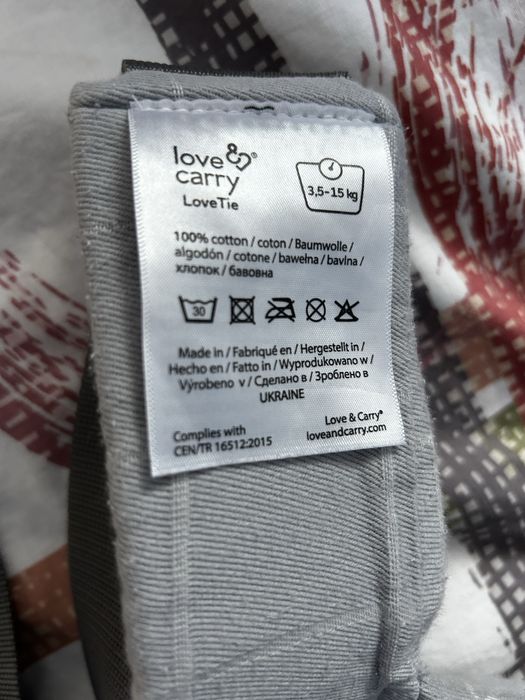 love&®
carry
LoveTie
3,5-15 kg
100% cotton / coton / Baumwolle /
algodón / cotone / bawełna / bavlna /
хлопок / бавовна
30
Made in / Fabriqué en / Hergestellt in /
Hecho en / Fatto in / Wyprodukowano w /
Výrobeno v / Сделано в / Зроблено в
UKRAINE
Complies with
CEN/TR 16512:2015
Love & Carry®
loveandcarry.com